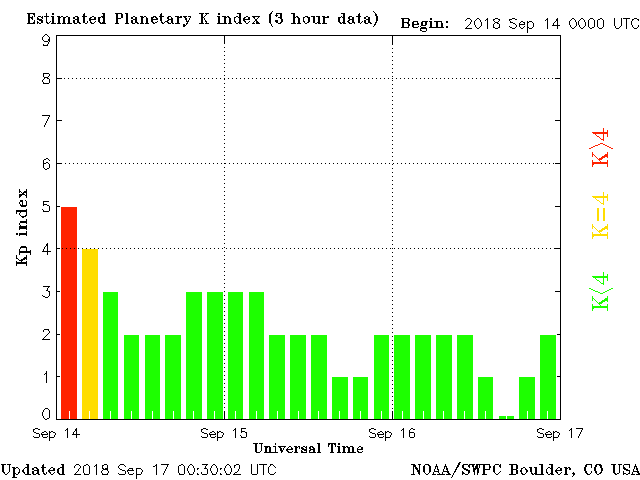 Estimated Planetary K index (3 hour data) Begin: 2018 Sep 14 0000 UTC
9
8
7
6
5
4
3
2
1
0
Kp index
K>4
K=4
K<4
Sep 14 Sep 15 Sep 16 Sep 17
Universal Time
Updated 2018 Sep 17 00:30:02 UTC NOAA/SWPC Boulder, CO USA